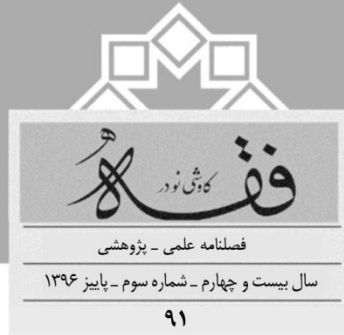 کاوشی نو در
فقه
فصلنامه علمی ـ پژوهشی
سال بیست و چهارم ـ شماره سوم ـ پاییز ۱۳۹۶
۹۱